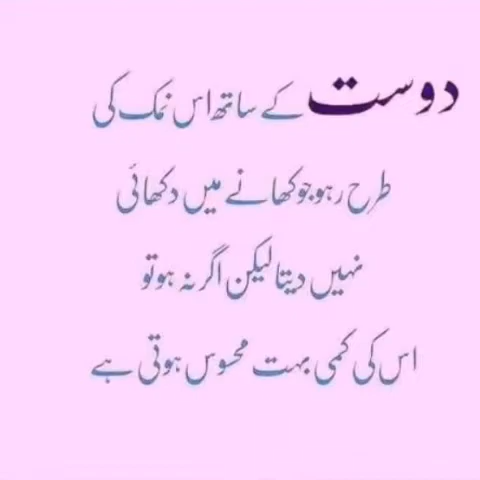 دوست کے ساتھ اس نمک کی
طرح رہو جو کھانے میں دکھائی
نہیں دیتا لیکن اگر نہ ہو تو
اس کی کمی بہت محسوس ہوتی ہے